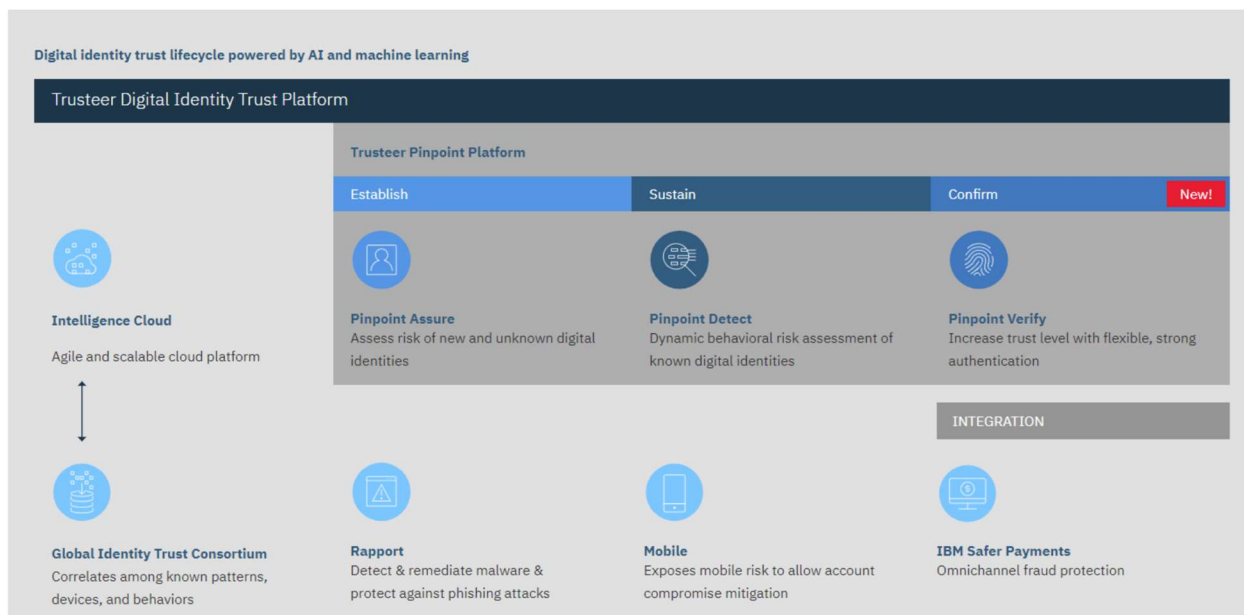 Digital identity trust lifecycle powered by AI and machine learning
Trusteer Digital Identity Trust Platform
Trusteer Pinpoint Platform
Establish
Sustain
Confirm
New!
Intelligence Cloud
Agile and scalable cloud platform
Pinpoint Assure
Assess risk of new and unknown digital
identities
Pinpoint Detect
Dynamic behavioral risk assessment of
known digital identities
Pinpoint Verify
Increase trust level with flexible, strong
authentication
INTEGRATION
Global Identity Trust Consortium
Correlates among known patterns,
devices, and behaviors
Rapport
Detect & remediate malware &
protect against phishing attacks
Mobile
Exposes mobile risk to allow account
compromise mitigation
$
IBM Safer Payments
Omnichannel fraud protection